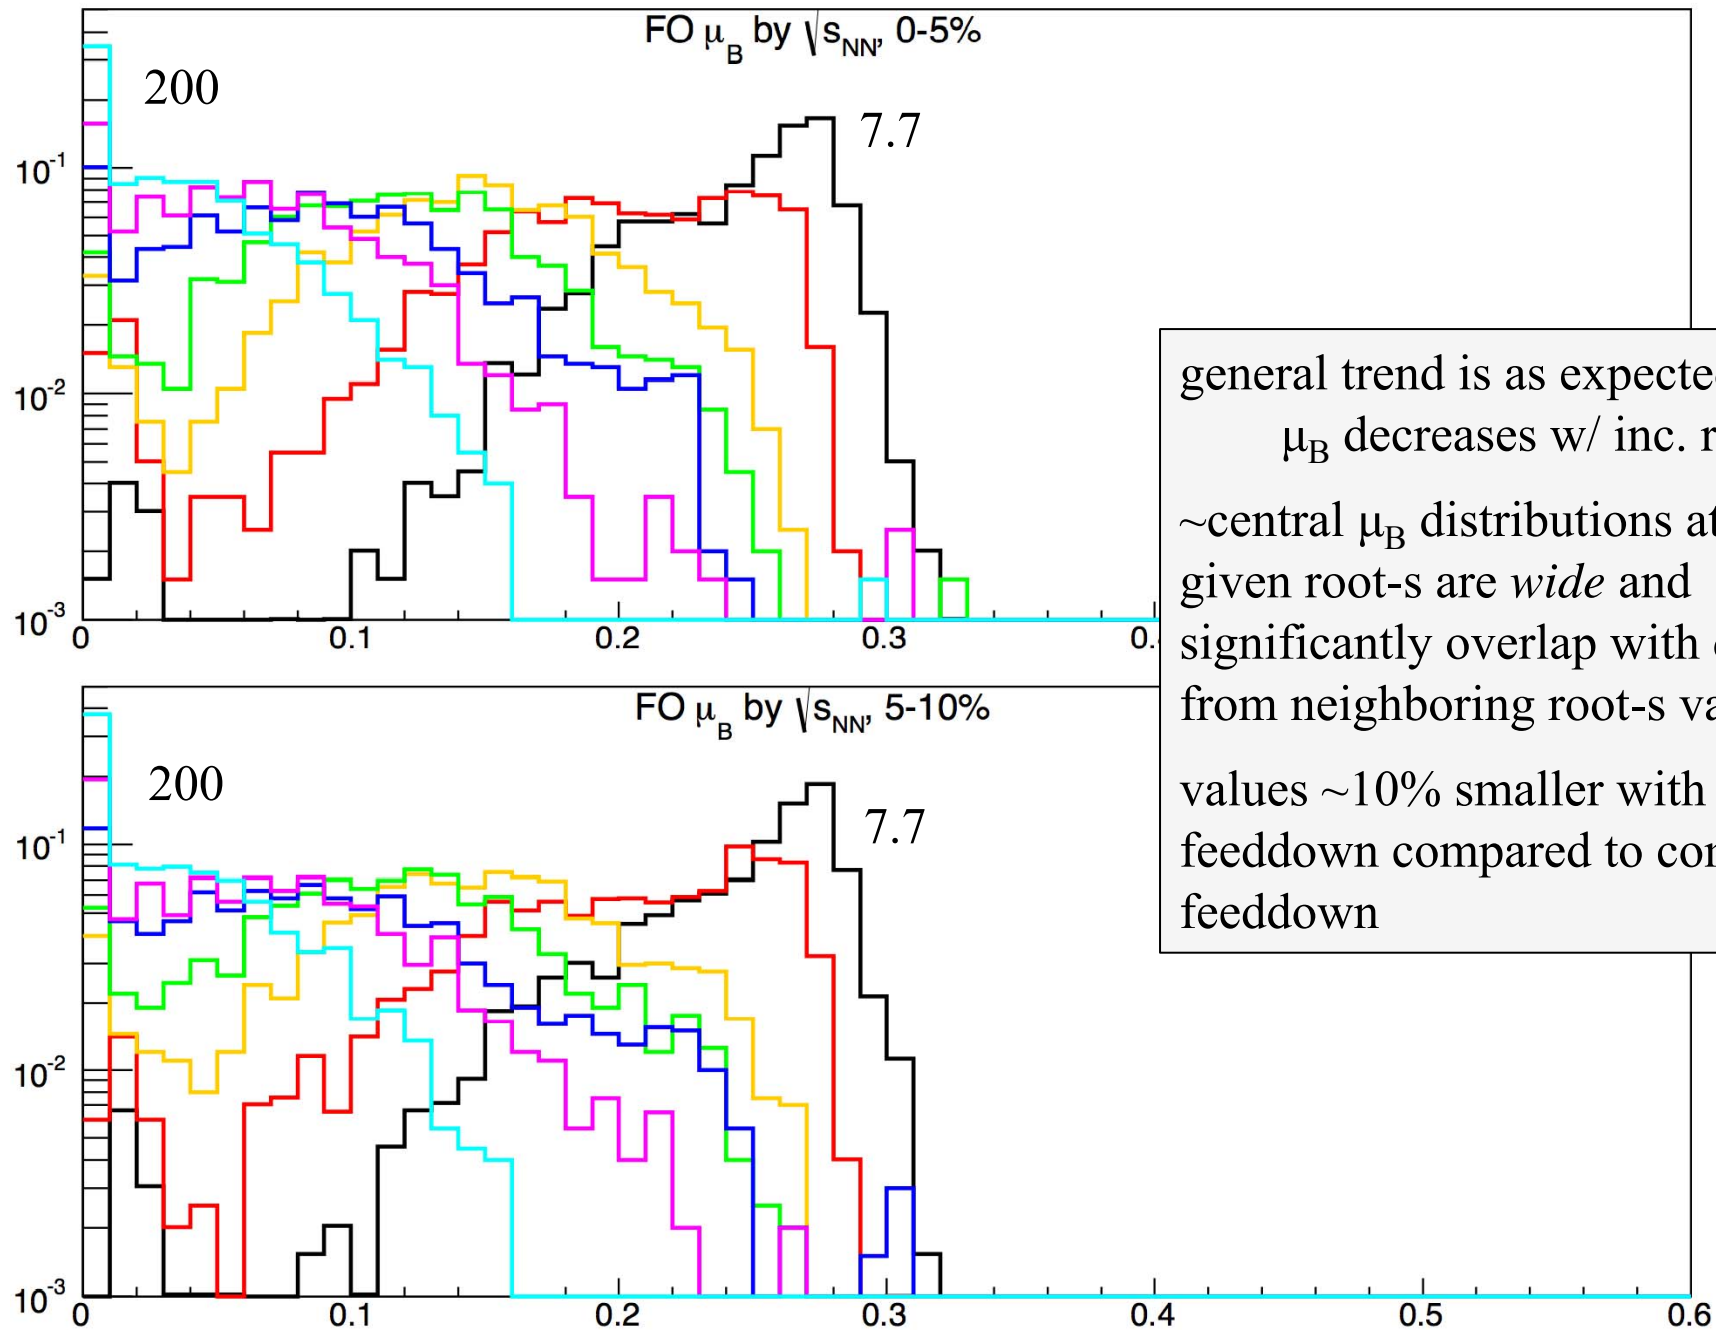 FO μB by √sNN, 0-5%
200
7.7
10-1
10-2
10-3
0 0.1 0.2 0.3
general trend is as
μB decreases w/ inc.
~central μB distributions at
given root-s are wide and
significantly overlap with
from neighboring root-s
values ~10% smaller with
feeddown compared to
feeddown
FO μB by √sNN, 5-10%
200
7.7
10-1
10-2
10-3
0 0.1 0.2 0.3 0.4 0.5 0.6